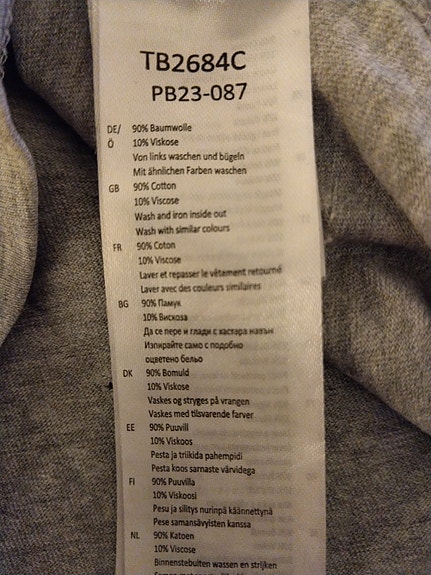 TB2684C
PB23-087
DE/ 90% Baumwolle
Ö 10% Viskose
Von links waschen und bügeln
Mit ähnlichen Farben waschen
GB 90% Cotton
10% Viscose
Wash and iron inside out
Wash with similar colours
FR 90% Coton
10% Viscose
Laver et repasser le vêtement retourné
Laver avec des couleurs similaires
BG 90% Памук
10% Вискоза
Да се пере и глади с хастара навън
Изпирайте само с подобно
оцветено бельо
DK 90% Bomuld
10% Viskose
Vaskes og stryges på vrangen
Vaskes med tilsvarende farver
EE 90% Puuvill
10% Viskoos
Pesta ja triikida pahempidi
Pesta koos sarnaste värvidega
FI 90% Puuvilla
10% Viskoosi
Pesu ja silitys nurinpä käännettynä
Pese samansävyisten kanssa
NL 90% Katoen
10% Viscose
Binnenstebuiten wassen en strijken